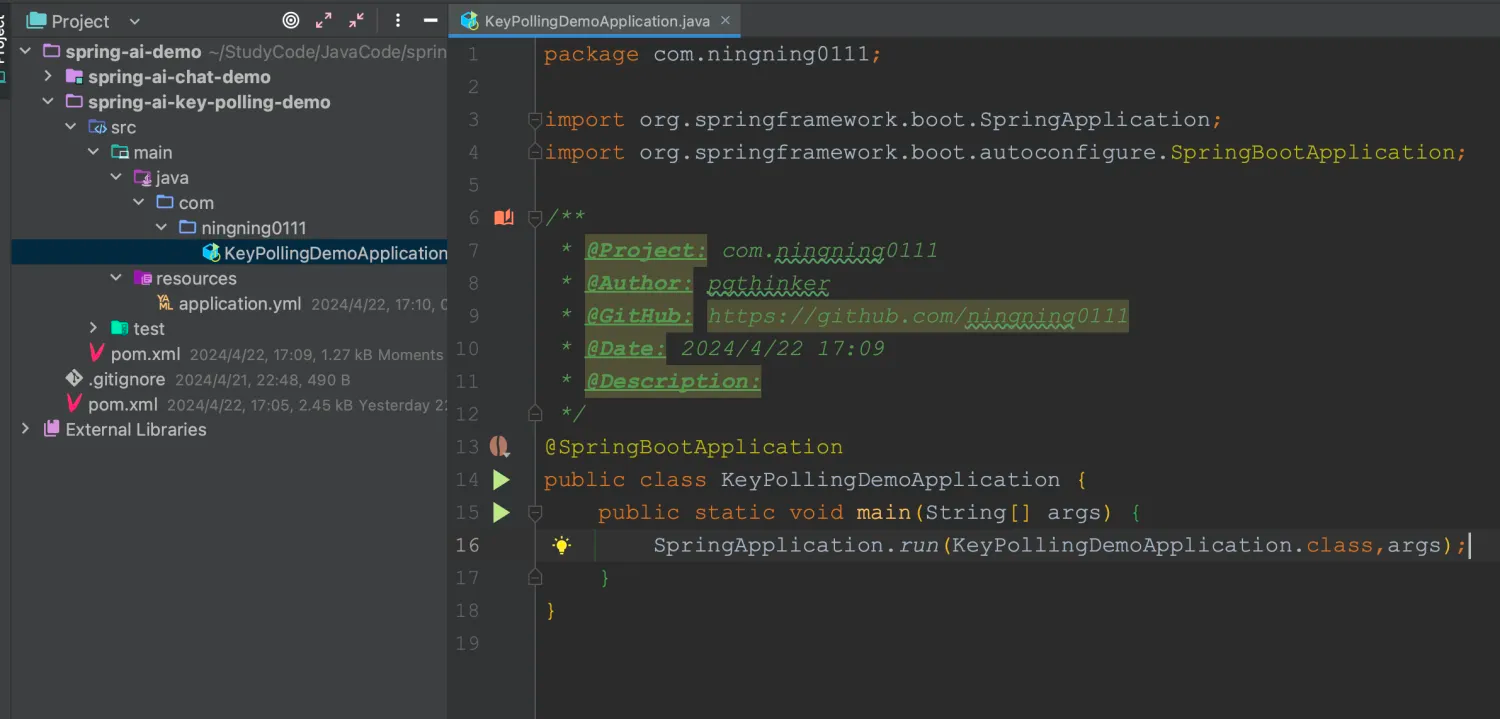 Project
KeyPollingDemoApplication.java
spring-ai-demo ~/StudyCode/JavaCode/sprin
spring-ai-chat-demo
spring-ai-key-polling-demo
src
main
java
com
ningning0111
KeyPollingDemoApplication
resources
application.yml 2024/4/22, 17:10, 0
test
pom.xml 2024/4/22, 17:09, 1.27 kB Moments
.gitignore 2024/4/21, 22:48, 490 B
pom.xml 2024/4/22, 17:05, 2.45 kB Yesterday 22
External Libraries
1 package com.ningning0111;
2
3 import org.springframework.boot.SpringApplication;
4 import org.springframework.boot.autoconfigure.SpringBootApplication;
5
6 /**
7 * @Project: com.ningning0111
8 * @Author: pgthinker
9 * @GitHub: https://github.com/ningning0111
10 * @Date: 2024/4/22 17:09
11 * @Description:
12 */
13 @SpringBootApplication
14 public class KeyPollingDemoApplication {
15 public static void main(String[] args) {
16 SpringApplication.run(KeyPollingDemoApplication.class,args);
17 }
18 }
19